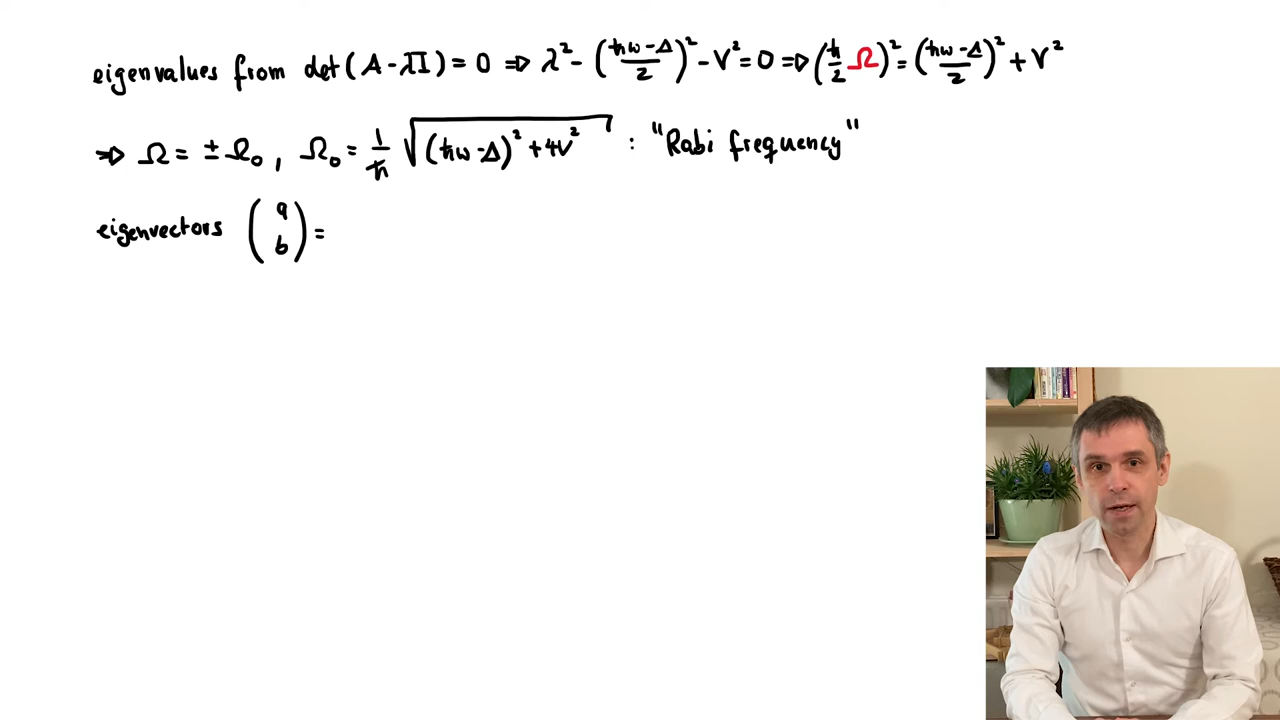 eigenvalues from det(A-λ𝟙) = 0 ⇒ λ² - ((ħω-Δ)/2)² - V² = 0 ⇒ (ħ/2 Ω)² = ((ħω-Δ)/2)² + V²
⇒ Ω = ±Ω₀, Ω₀ = 1/ħ √((ħω-Δ)² + 4V²) : "Rabi frequency"
eigenvectors (a b) =